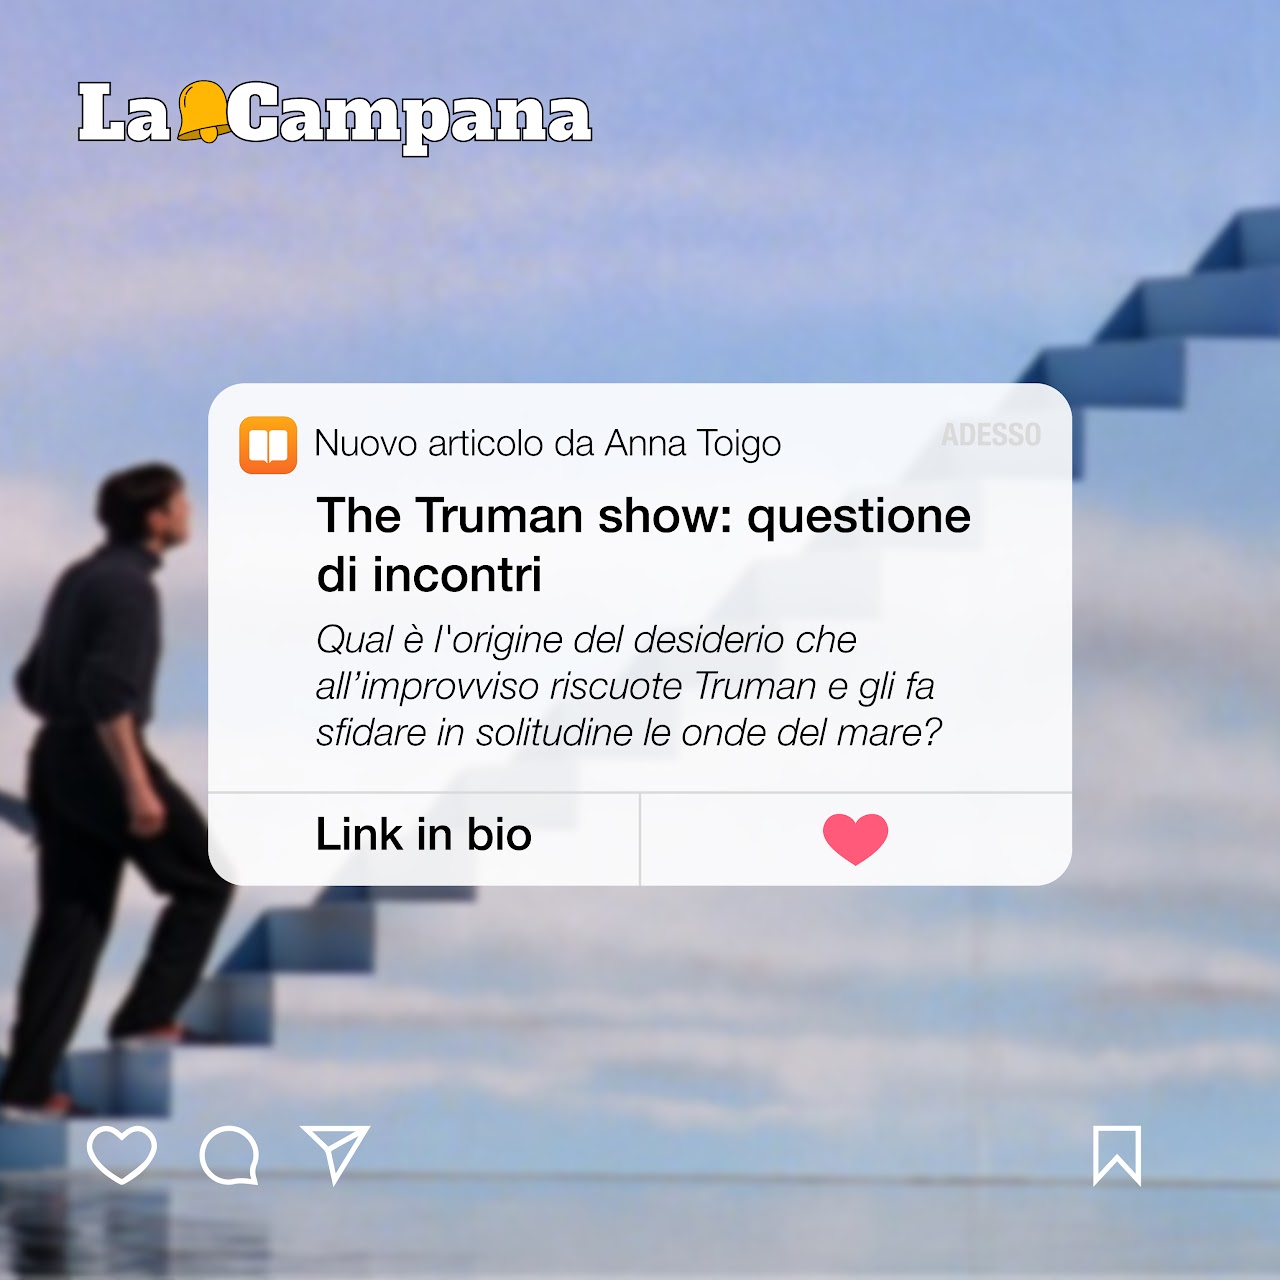 La Campana
Nuovo articolo da Anna Toigo
ADESSO
The Truman show: questione
di incontri
Qual è l'origine del desiderio che
all’improvviso riscuote Truman e gli fa
sfidare in solitudine le onde del mare?
Link in bio